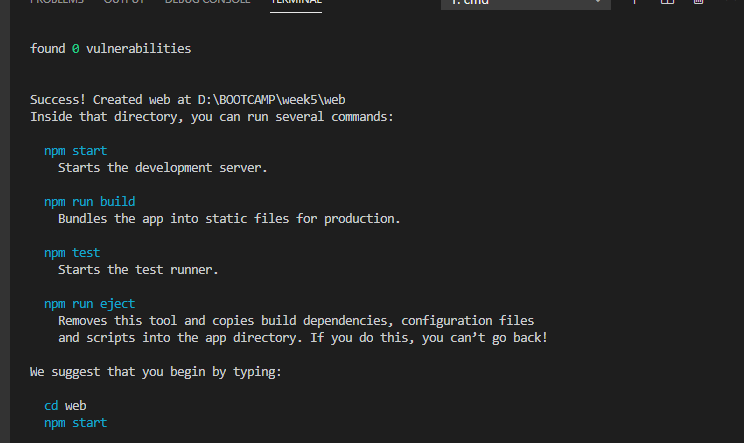 PROBLEMS OUTPUT DEBUG CONSOLE TERMINAL 1: cmd
found 0 vulnerabilities
Success! Created web at D:\BOOTCAMP\week5\web
Inside that directory, you can run several commands:
npm start
Starts the development server.
npm run build
Bundles the app into static files for production.
npm test
Starts the test runner.
npm run eject
Removes this tool and copies build dependencies, configuration files
and scripts into the app directory. If you do this, you can’t go back!
We suggest that you begin by typing:
cd web
npm start